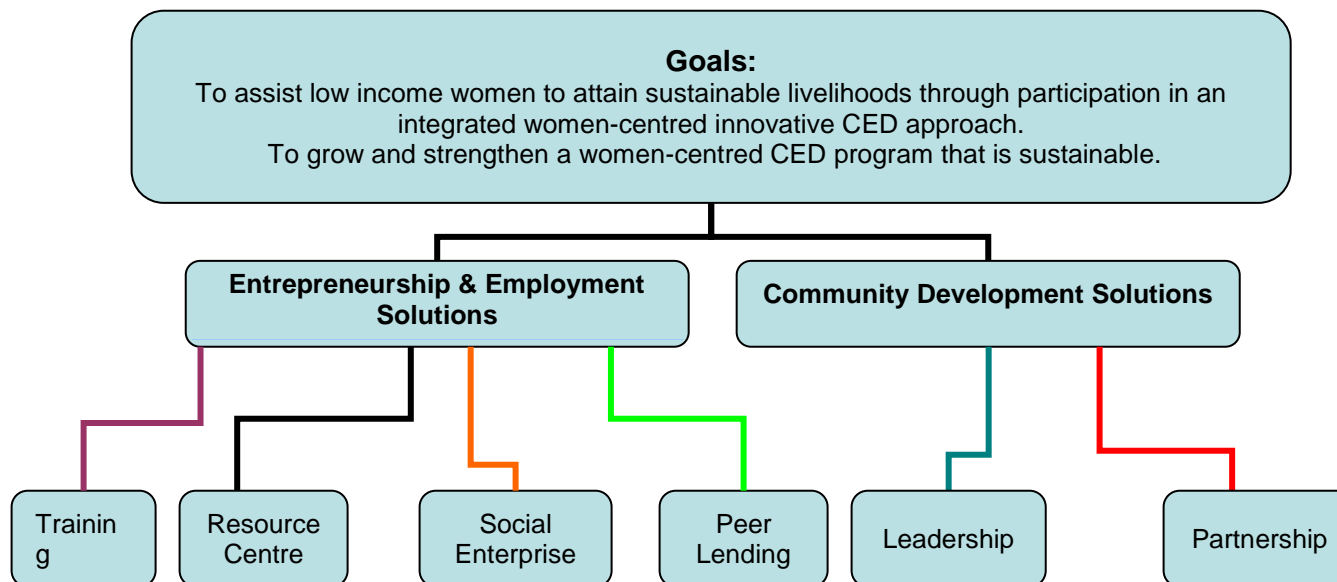 Goals:
To assist low income women to attain sustainable livelihoods through participation in an
integrated women-centred innovative CED approach.
To grow and strengthen a women-centred CED program that is sustainable.
Entrepreneurship & Employment
Solutions
Community Development Solutions
Trainin
g
Resource
Centre
Social
Enterprise
Peer
Lending
Leadership
Partnership